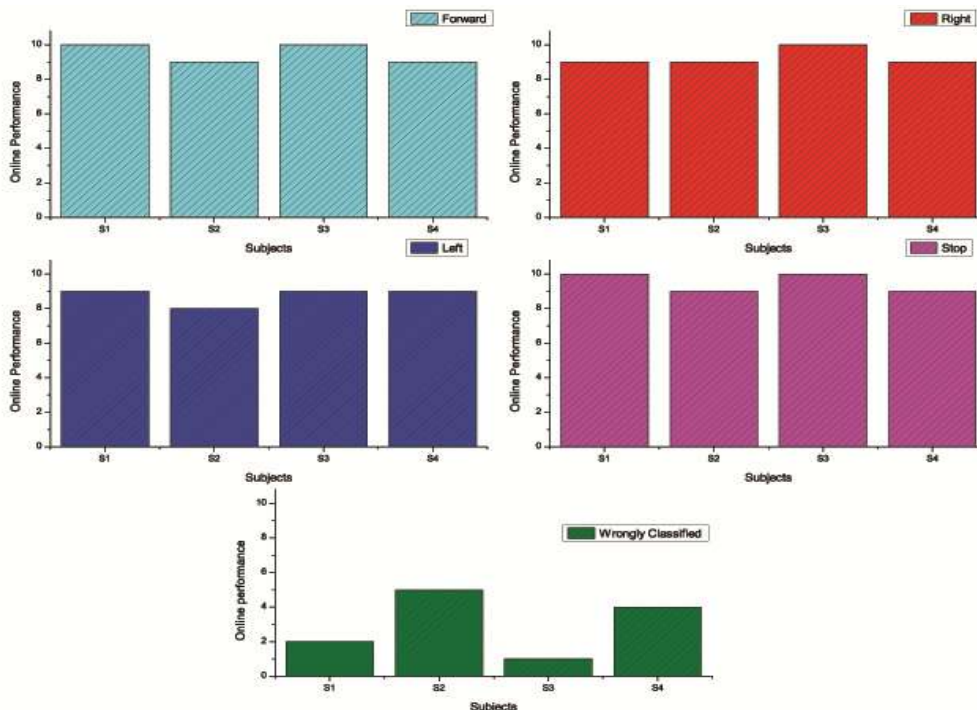 Forward
10
8
6
4
2
0
Online Performance
S1 S2 S3 S4
Subjects
Right
10
8
6
4
2
0
Online Performance
S1 S2 S3 S4
Subjects
Left
10
8
6
4
2
0
Online Performance
S1 S2 S3 S4
Subjects
Stop
10
8
6
4
2
0
Online Performance
S1 S2 S3 S4
Subjects
Wrongly Classified
10
8
6
4
2
0
Online performance
S1 S2 S3 S4
Subjects